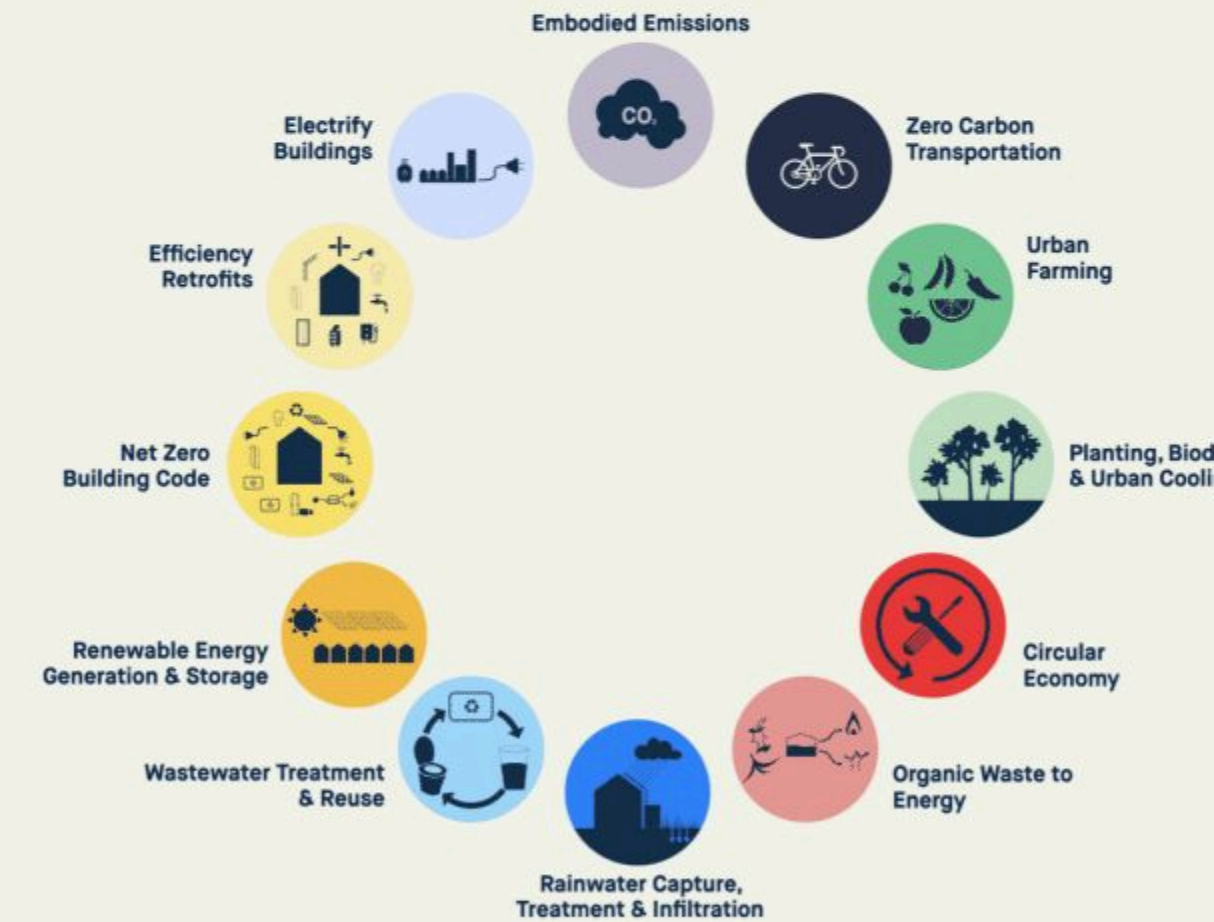 Embodied Emissions
CO₂
Zero Carbon
Transportation
Urban
Farming
Planting, Biod
& Urban Cooli
Circular
Economy
Organic Waste to
Energy
Rainwater Capture,
Treatment & Infiltration
Wastewater Treatment
& Reuse
Renewable Energy
Generation & Storage
Net Zero
Building Code
Efficiency
Retrofits
Electrify
Buildings